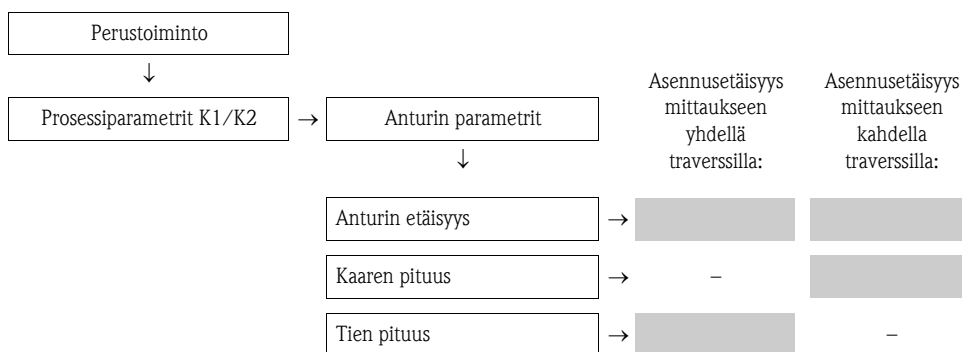 Perustoiminto
↓
Prosessiparametrit K1/K2 → Anturin parametrit
↓
Asennusetäisyys
mittaukseen
yhdellä
traverssilla:
Asennusetäisyys
mittaukseen
kahdella
traverssilla:
Anturin etäisyys →
Kaaren pituus → –
Tien pituus → –